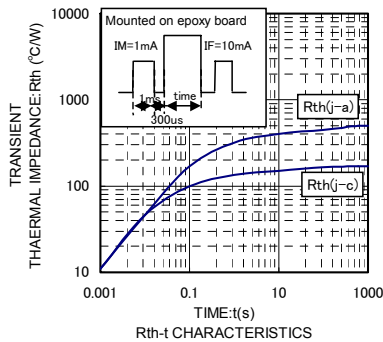 10000
1000
100
10
TRANSIENT
THAERMAL IMPEDANCE:Rth (℃/W)
Mounted on epoxy board
IM=1mA IF=10mA
1ms time
300us
Rth(j-a)
Rth(j-c)
0.001 0.1 10 1000
TIME:t(s)
Rth-t CHARACTERISTICS